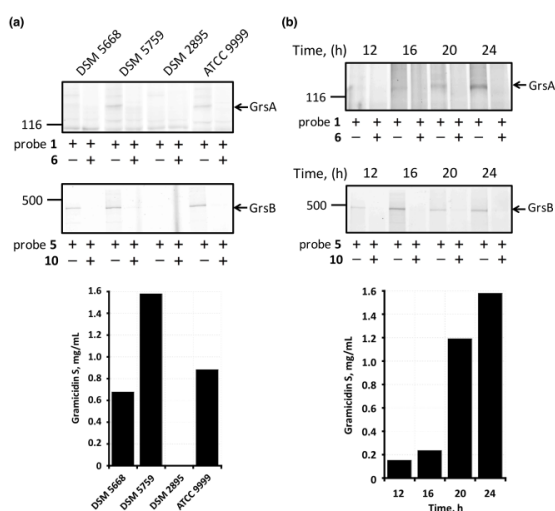 (a)
DSM 5668
DSM 5759
DSM 2895
ATCC 9999
116
GrsA
probe 1 + + + + + + + +
6 − + − + − + − +
500
GrsB
probe 5 + + + + + + + +
10 − + − + − + − +
Gramicidin S, mg/mL
1.6
1.4
1.2
1.0
0.8
0.6
0.4
0.2
0
DSM 5668
DSM 5759
DSM 2895
ATCC 9999
(b)
Time, (h) 12 16 20 24
116
GrsA
probe 1 + + + + + + + +
6 − + − + − + − +
Time, (h) 12 16 20 24
500
GrsB
probe 5 + + + + + + + +
10 − + − + − + − +
Gramicidin S, mg/mL
1.6
1.4
1.2
1.0
0.8
0.6
0.4
0.2
0
12 16 20 24
Time, h